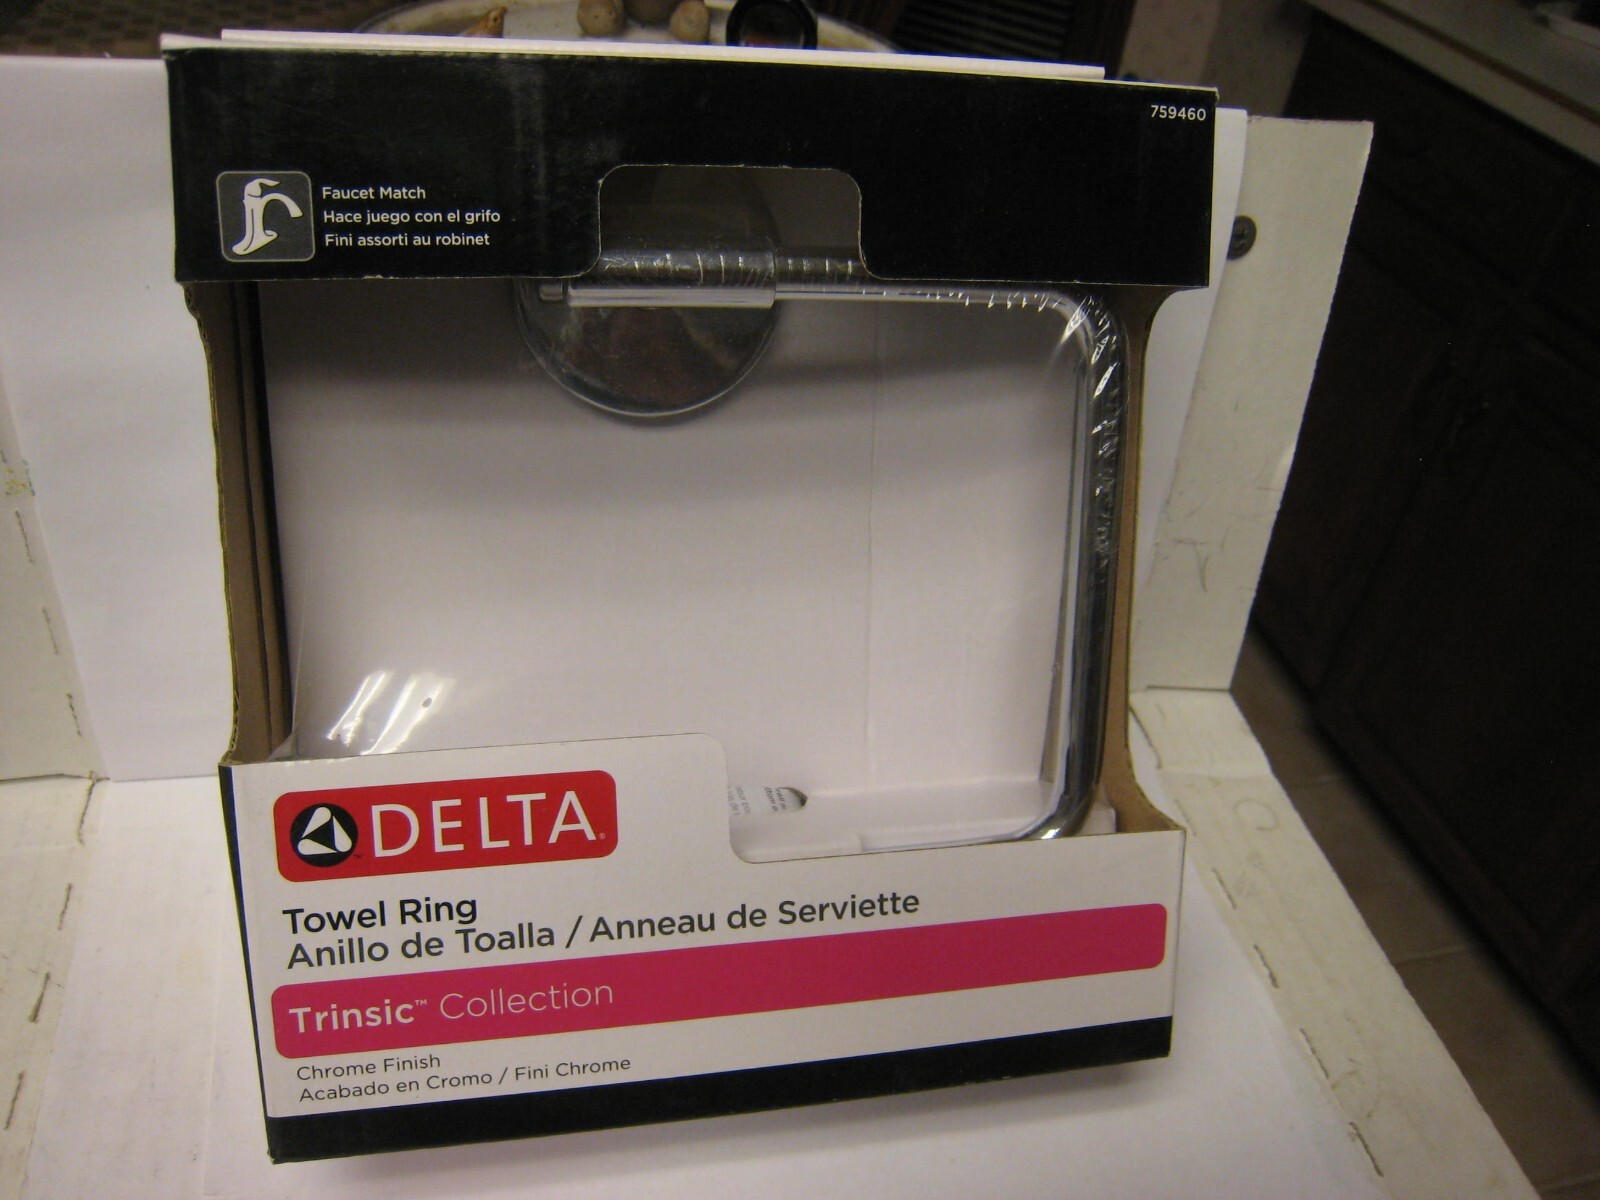 759460
Faucet Match
Hace juego con el grifo
Fini assorti au robinet
DELTA®
Towel Ring
Anillo de Toalla / Anneau de Serviette
Trinsic™ Collection
Chrome Finish
Acabado en Cromo / Fini Chrome